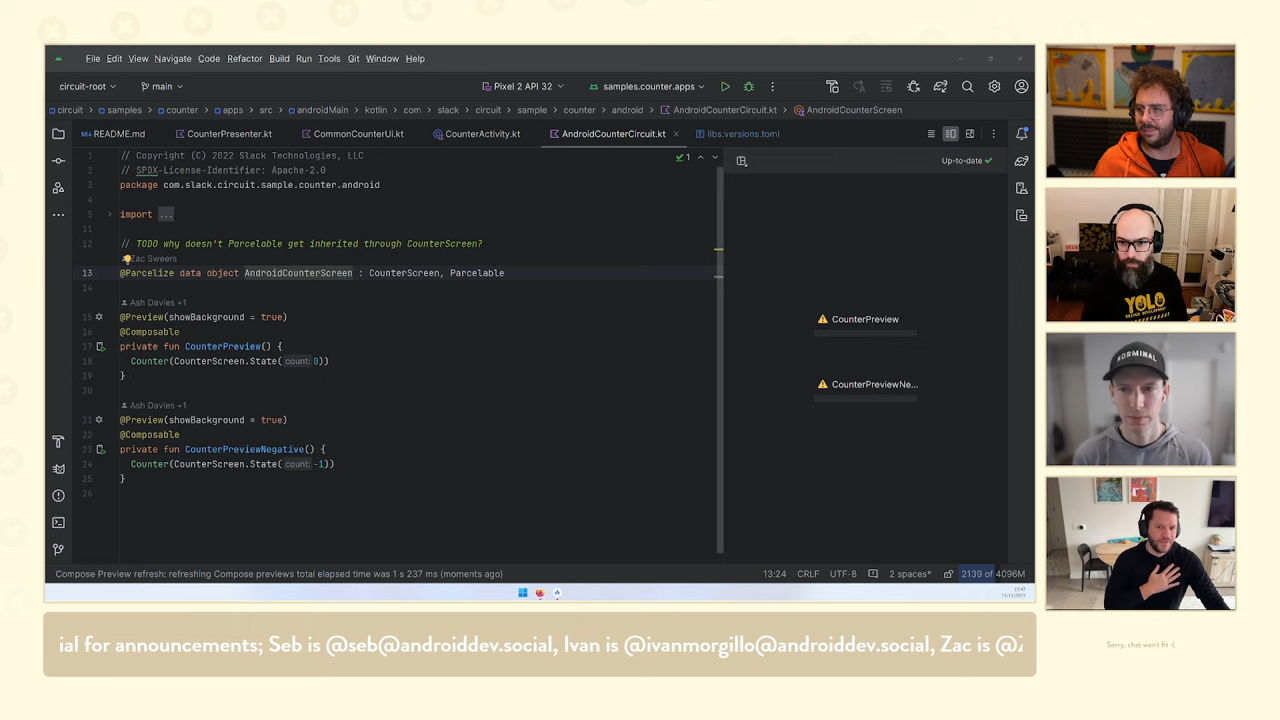 File Edit View Navigate Code Refactor Build Run Tools Git Window Help
circuit-root main Pixel 2 API 32 samples.counter.apps
circuit samples counter apps src androidMain kotlin com slack circuit sample counter android AndroidCounterCircuit.kt AndroidCounterScreen
README.md CounterPresenter.kt CommonCounterUi.kt CounterActivity.kt AndroidCounterCircuit.kt libs.versions.toml
1 // Copyright (C) 2022 Slack Technologies, LLC
2 // SPDX-License-Identifier: Apache-2.0
3 package com.slack.circuit.sample.counter.android
4
5 import ...
11
12 // TODO why doesn't Parcelable get inherited through CounterScreen?
Zac Sweers
13 @Parcelize data object AndroidCounterScreen : CounterScreen, Parcelable
14
Ash Davies +1
15 @Preview(showBackground = true)
16 @Composable
17 private fun CounterPreview() {
18 Counter(CounterScreen.State( count: 0))
19 }
20
Ash Davies +1
21 @Preview(showBackground = true)
22 @Composable
23 private fun CounterPreviewNegative() {
24 Counter(CounterScreen.State( count: -1))
25 }
26
1
Up-to-date
CounterPreview
CounterPreviewNe...
Compose Preview refresh: refreshing Compose previews total elapsed time was 1 s 237 ms (moments ago) 13:24 CRLF UTF-8 2 spaces* 2139 of 4096M
ial for announcements; Seb is @seb@androiddev.social, Ivan is @ivanmorgillo@androiddev.social, Zac is @Z
YOLO
NORMINAL
Sorry, chat won't fit :(